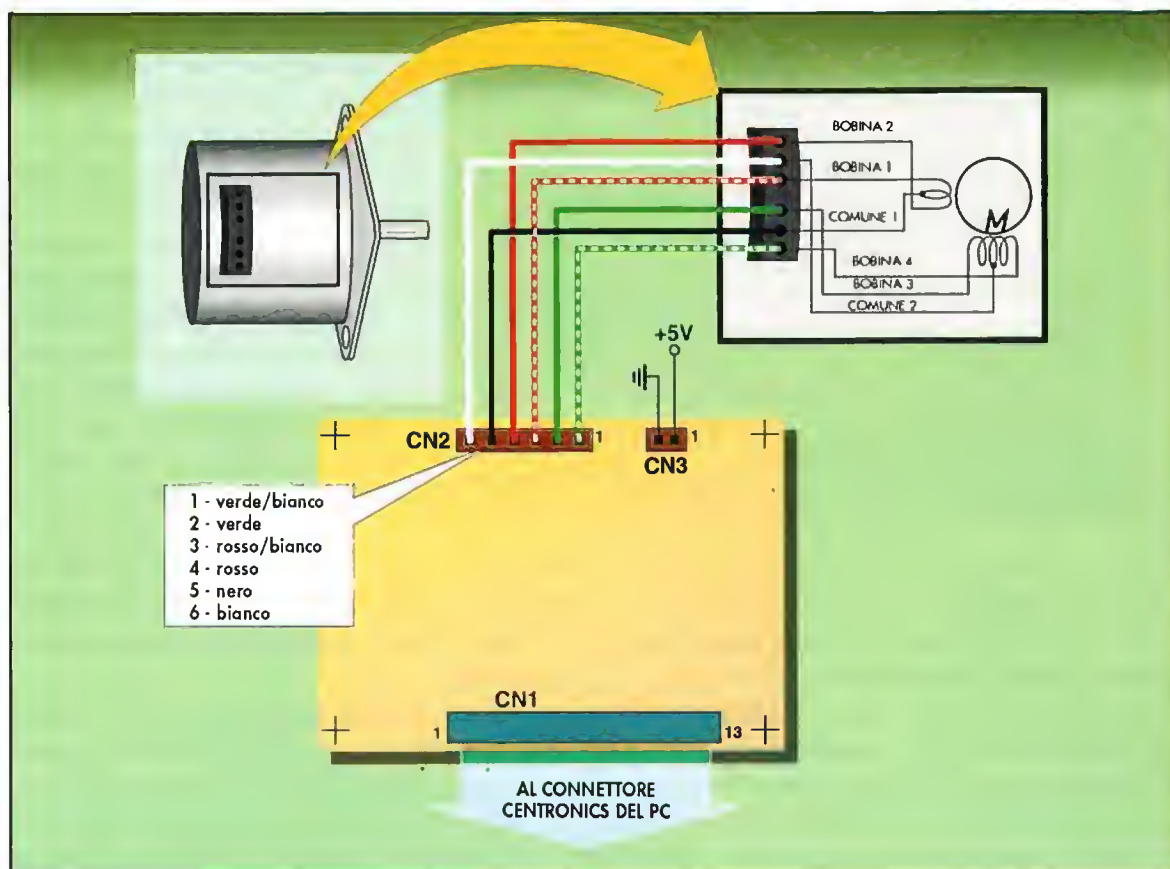 BOBINA 2
BOBINA 1
COMUNE 1
M
BOBINA 4
BOBINA 3
COMUNE 2
+5V
CN2
1
1
CN3
1 - verde/bianco
2 - verde
3 - rosso/bianco
4 - rosso
5 - nero
6 - bianco
CN1
1
13
AL CONNETTORE
CENTRONICS DEL PC